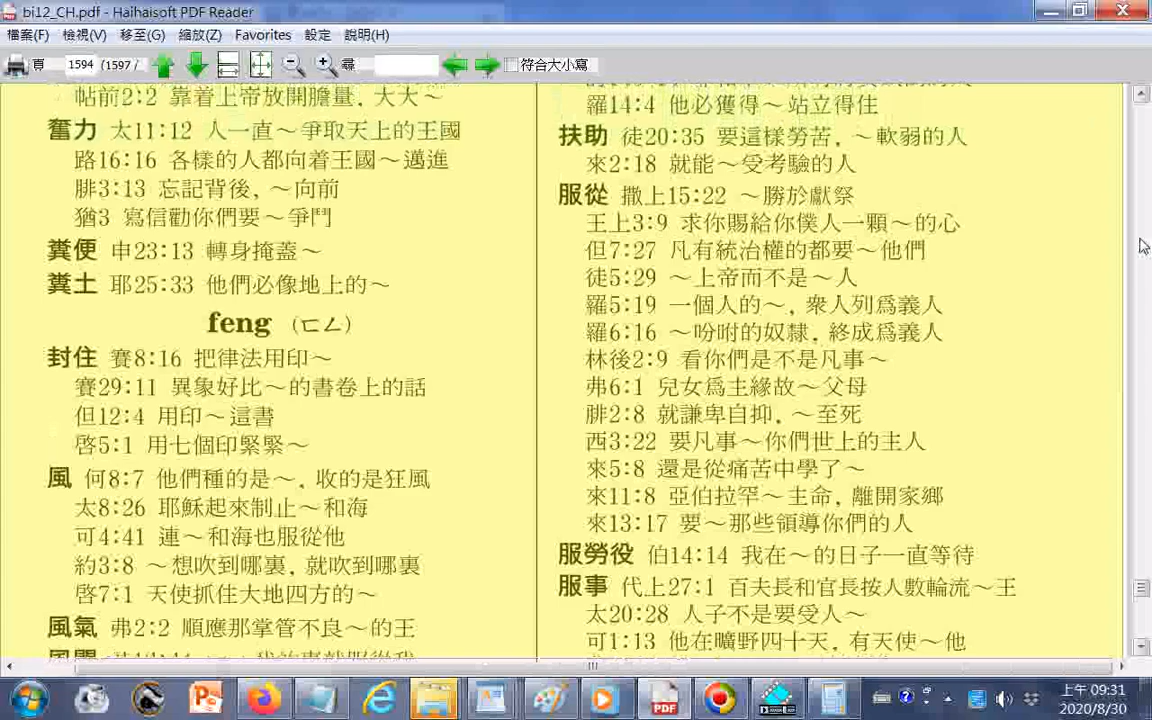 bi12_CH.pdf - Haihaisoft PDF Reader
檔案(F) 檢視(V) 移至(G) 縮放(Z) Favorites 設定 說明(H)
頁 1594 (1597 / 尋 符合大小寫
帖前2:2 靠着上帝放開膽量，大大～
奮力 太11:12 人一直～爭取天上的王國
路16:16 各樣的人都向着王國～邁進
腓3:13 忘記背後，～向前
猶3 寫信勸你們要～爭鬥
糞便 申23:13 轉身掩蓋～
糞土 耶25:33 他們必像地上的～
feng (ㄈㄥ)
封住 賽8:16 把律法用印～
賽29:11 異象好比～的書卷上的話
但12:4 用印～這書
啓5:1 用七個印緊緊～
風 何8:7 他們種的是～，收的是狂風
太8:26 耶穌起來制止～和海
可4:41 連～和海也服從他
約3:8 ～想吹到哪裏，就吹到哪裏
啓7:1 天使抓住大地四方的～
風氣 弗2:2 順應那掌管不良～的王
羅14:4 他必獲得～站立得住
扶助 徒20:35 要這樣勞苦，～軟弱的人
來2:18 就能～受考驗的人
服從 撒上15:22 ～勝於獻祭
王上3:9 求你賜給你僕人一顆～的心
但7:27 凡有統治權的都要～他們
徒5:29 ～上帝而不是～人
羅5:19 一個人的～，衆人列爲義人
羅6:16 ～吩咐的奴隸，終成爲義人
林後2:9 看你們是不是凡事～
弗6:1 兒女爲主緣故～父母
腓2:8 就謙卑自抑，～至死
西3:22 要凡事～你們世上的主人
來5:8 還是從痛苦中學了～
來11:8 亞伯拉罕～主命，離開家鄉
來13:17 要～那些領導你們的人
服勞役 伯14:14 我在～的日子一直等待
服事 代上27:1 百夫長和官長按人數輪流～王
太20:28 人子不是要受人～
可1:13 他在曠野四十天，有天使～他
上午 09:31
2020/8/30